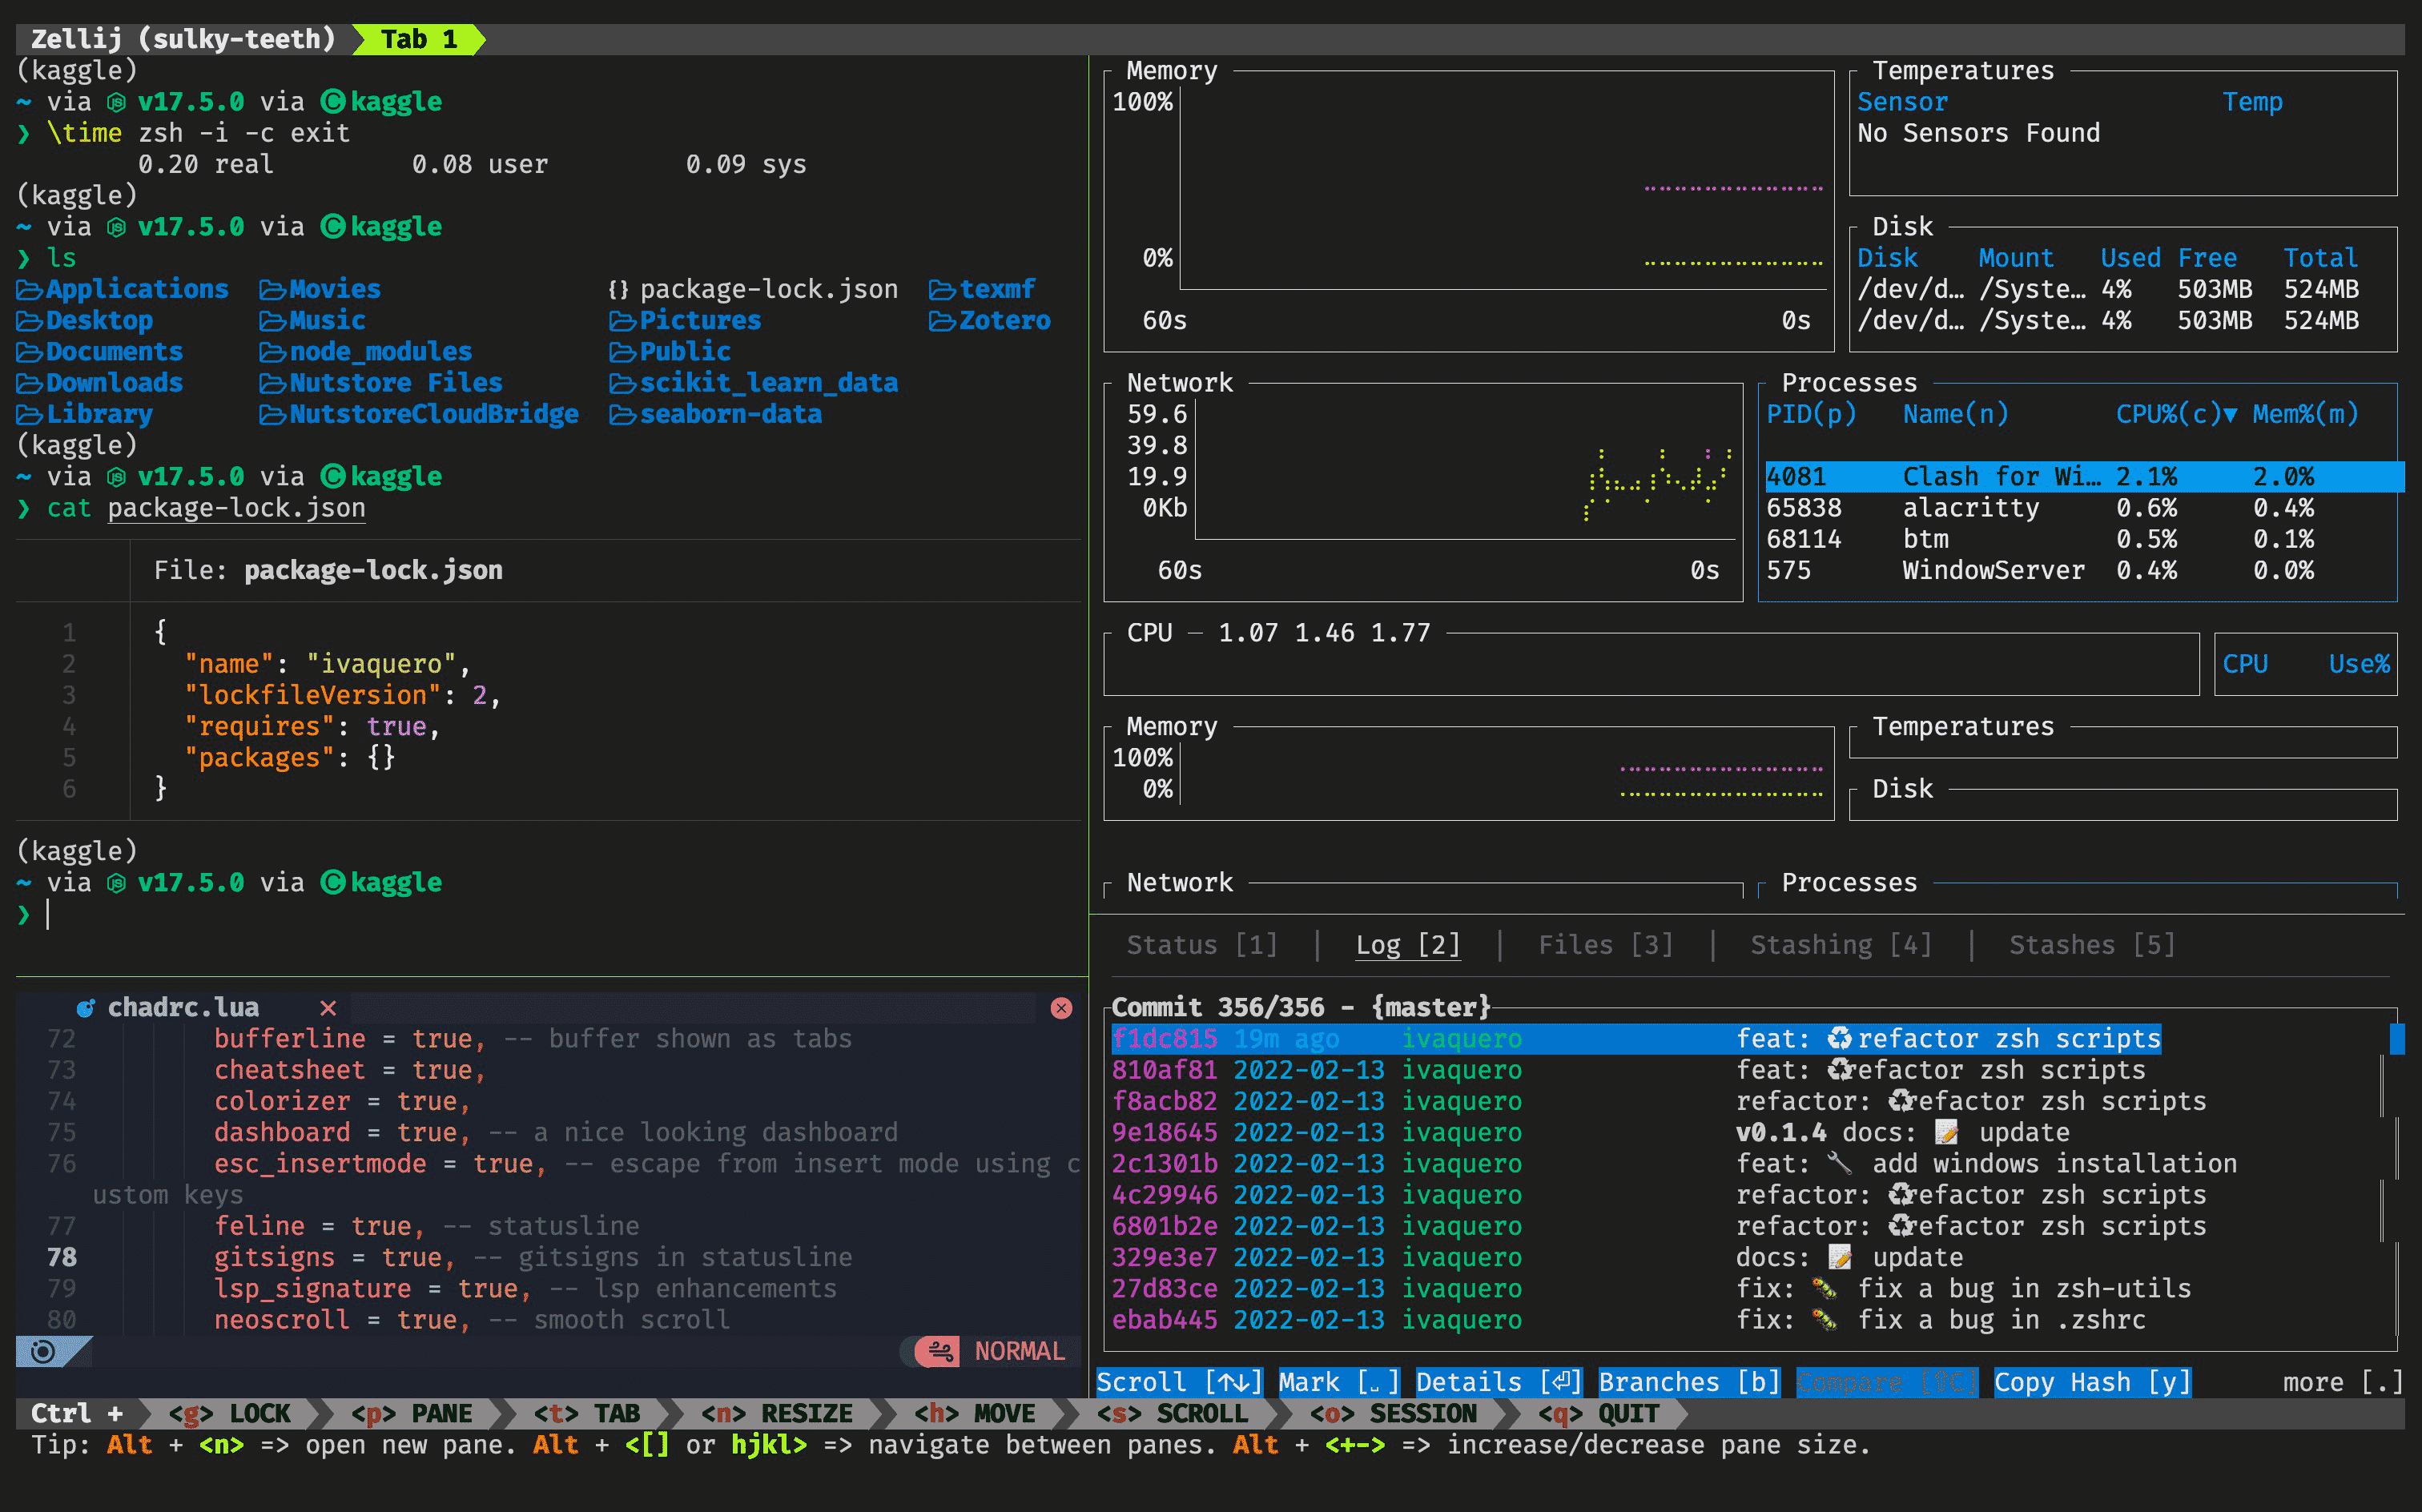 Zellij (sulky-teeth) Tab 1
(kaggle)
~ via v17.5.0 via ©kaggle
❯ \time zsh -i -c exit
0.20 real 0.08 user 0.09 sys
(kaggle)
~ via v17.5.0 via ©kaggle
❯ ls
Applications Movies {} package-lock.json texmf
Desktop Music Pictures Zotero
Documents node_modules Public
Downloads Nutstore Files scikit_learn_data
Library NutstoreCloudBridge seaborn-data
(kaggle)
~ via v17.5.0 via ©kaggle
❯ cat package-lock.json
File: package-lock.json
1 {
2 "name": "ivaquero",
3 "lockfileVersion": 2,
4 "requires": true,
5 "packages": {}
6 }
(kaggle)
~ via v17.5.0 via ©kaggle
❯
chadrc.lua ✕
72 bufferline = true, -- buffer shown as tabs
73 cheatsheet = true,
74 colorizer = true,
75 dashboard = true, -- a nice looking dashboard
76 esc_insertmode = true, -- escape from insert mode using c
ustom keys
77 feline = true, -- statusline
78 gitsigns = true, -- gitsigns in statusline
79 lsp_signature = true, -- lsp enhancements
80 neoscroll = true, -- smooth scroll
NORMAL
Memory
100%
0%
60s 0s
Temperatures
Sensor Temp
No Sensors Found
Disk
Disk Mount Used Free Total
/dev/d… /Syste… 4% 503MB 524MB
/dev/d… /Syste… 4% 503MB 524MB
Network
59.6
39.8
19.9
0Kb
60s 0s
Processes
PID(p) Name(n) CPU%(c)▼ Mem%(m)
4081 Clash for Wi… 2.1% 2.0%
65838 alacritty 0.6% 0.4%
68114 btm 0.5% 0.1%
575 WindowServer 0.4% 0.0%
CPU — 1.07 1.46 1.77
CPU Use%
Memory
100%
0%
Temperatures
Disk
Network
Processes
Status [1] | Log [2] | Files [3] | Stashing [4] | Stashes [5]
Commit 356/356 - {master}
f1dc815 19m ago ivaquero feat: ♻ refactor zsh scripts
810af81 2022-02-13 ivaquero feat: ♻refactor zsh scripts
f8acb82 2022-02-13 ivaquero refactor: ♻refactor zsh scripts
9e18645 2022-02-13 ivaquero v0.1.4 docs: 📝 update
2c1301b 2022-02-13 ivaquero feat: 🔧 add windows installation
4c29946 2022-02-13 ivaquero refactor: ♻refactor zsh scripts
6801b2e 2022-02-13 ivaquero refactor: ♻refactor zsh scripts
329e3e7 2022-02-13 ivaquero docs: 📝 update
27d83ce 2022-02-13 ivaquero fix: 🐛 fix a bug in zsh-utils
ebab445 2022-02-13 ivaquero fix: 🐛 fix a bug in .zshrc
Scroll [↑↓] Mark [˽] Details [⏎] Branches [b] Compare [⇧C] Copy Hash [y] more [.]
Ctrl + <g> LOCK <p> PANE <t> TAB <n> RESIZE <h> MOVE <s> SCROLL <o> SESSION <q> QUIT
Tip: Alt + <n> => open new pane. Alt + <[] or hjkl> => navigate between panes. Alt + <+-> => increase/decrease pane size.